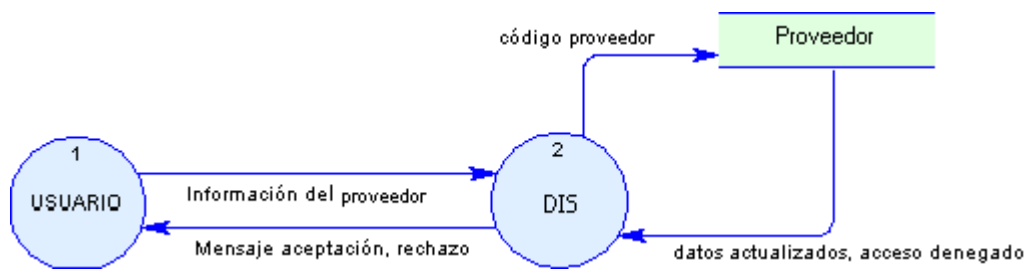 código proveedor
Proveedor
1
USUARIO
Información del proveedor
Mensaje aceptación, rechazo
2
DIS
datos actualizados, acceso denegado